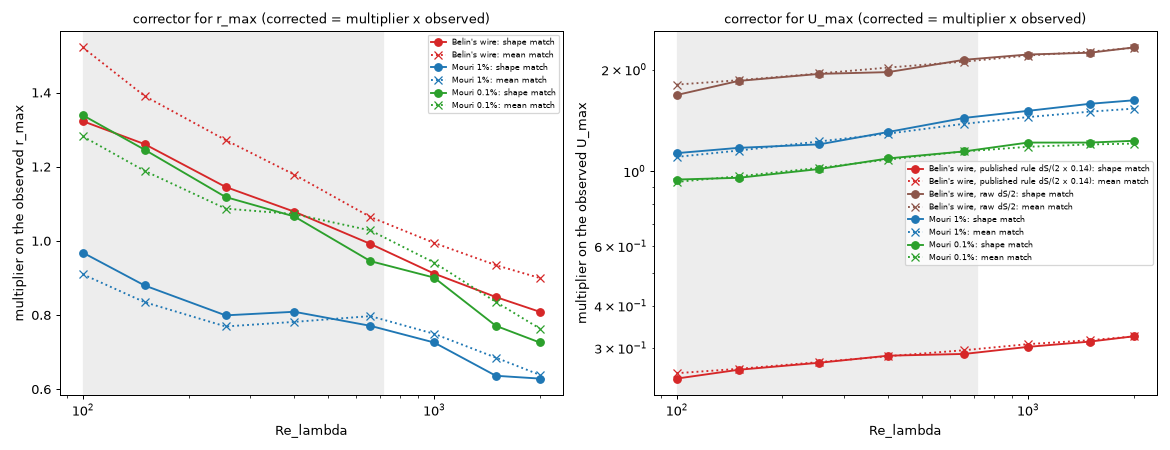 corrector for r_max (corrected = multiplier x observed)
multiplier on the observed r_max
1.4
1.2
1.0
0.8
0.6
10²
10³
Re_lambda
Belin's wire: shape match
Belin's wire: mean match
Mouri 1%: shape match
Mouri 1%: mean match
Mouri 0.1%: shape match
Mouri 0.1%: mean match
corrector for U_max (corrected = multiplier x observed)
multiplier on the observed U_max
2 × 10⁰
10⁰
6 × 10⁻¹
4 × 10⁻¹
3 × 10⁻¹
10²
10³
Re_lambda
Belin's wire, published rule dS/(2 x 0.14): shape match
Belin's wire, published rule dS/(2 x 0.14): mean match
Belin's wire, raw dS/2: shape match
Belin's wire, raw dS/2: mean match
Mouri 1%: shape match
Mouri 1%: mean match
Mouri 0.1%: shape match
Mouri 0.1%: mean match